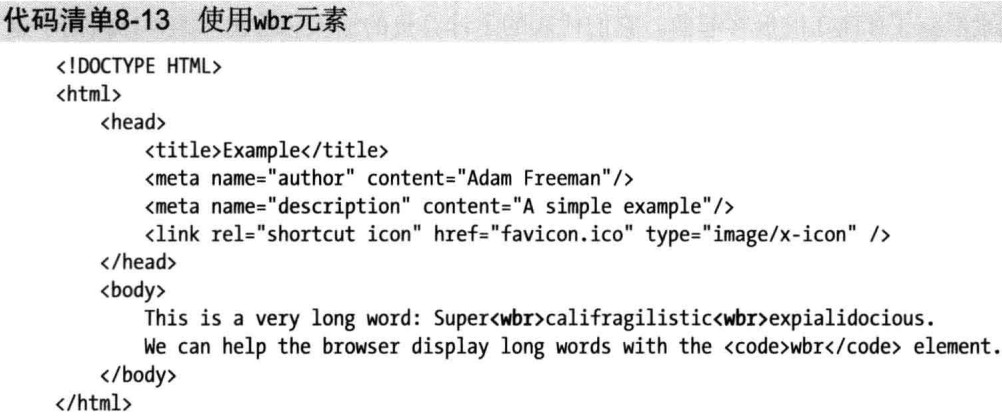 代码清单8-13 使用wbr元素
<!DOCTYPE HTML>
<html>
<head>
<title>Example</title>
<meta name="author" content="Adam Freeman"/>
<meta name="description" content="A simple example"/>
<link rel="shortcut icon" href="favicon.ico" type="image/x-icon" />
</head>
<body>
This is a very long word: Super<wbr>califragilistic<wbr>expialidocious.
We can help the browser display long words with the <code>wbr</code> element.
</body>
</html>